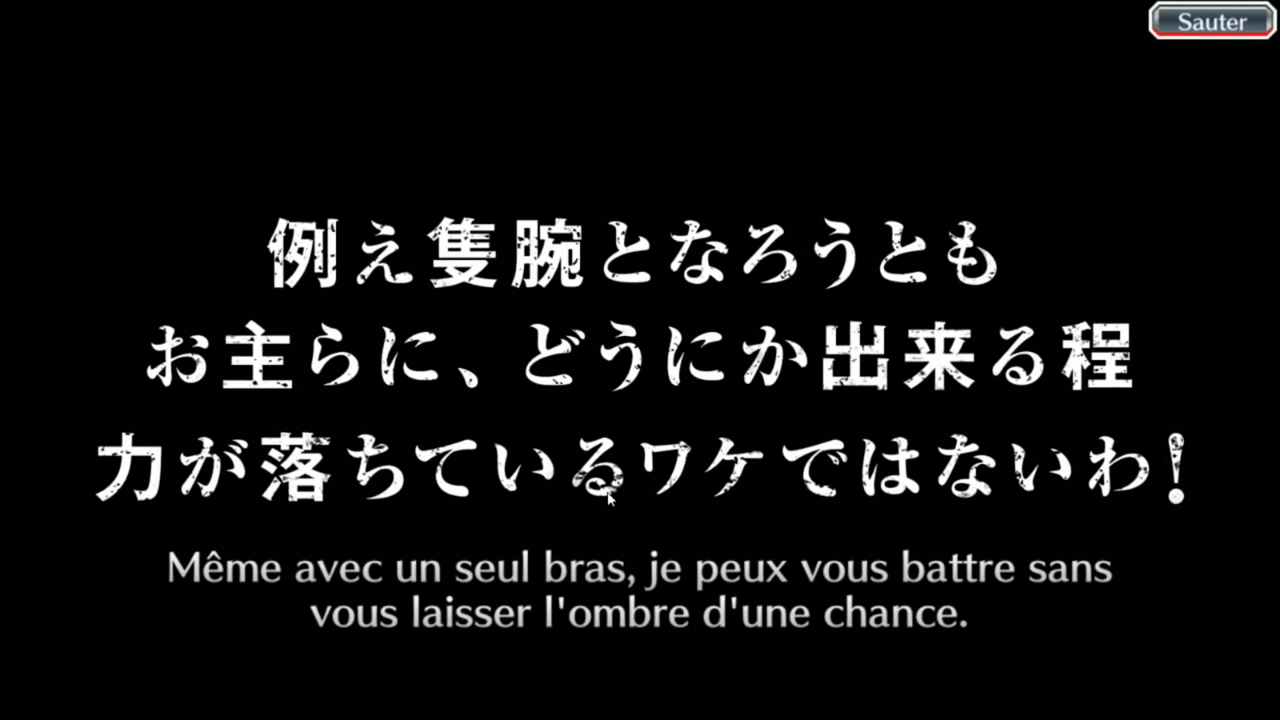 Sauter
例え隻腕となろうとも
お主らに、どうにか出来る程
力が落ちているワケではないわ!
Même avec un seul bras, je peux vous battre sans
vous laisser l'ombre d'une chance.